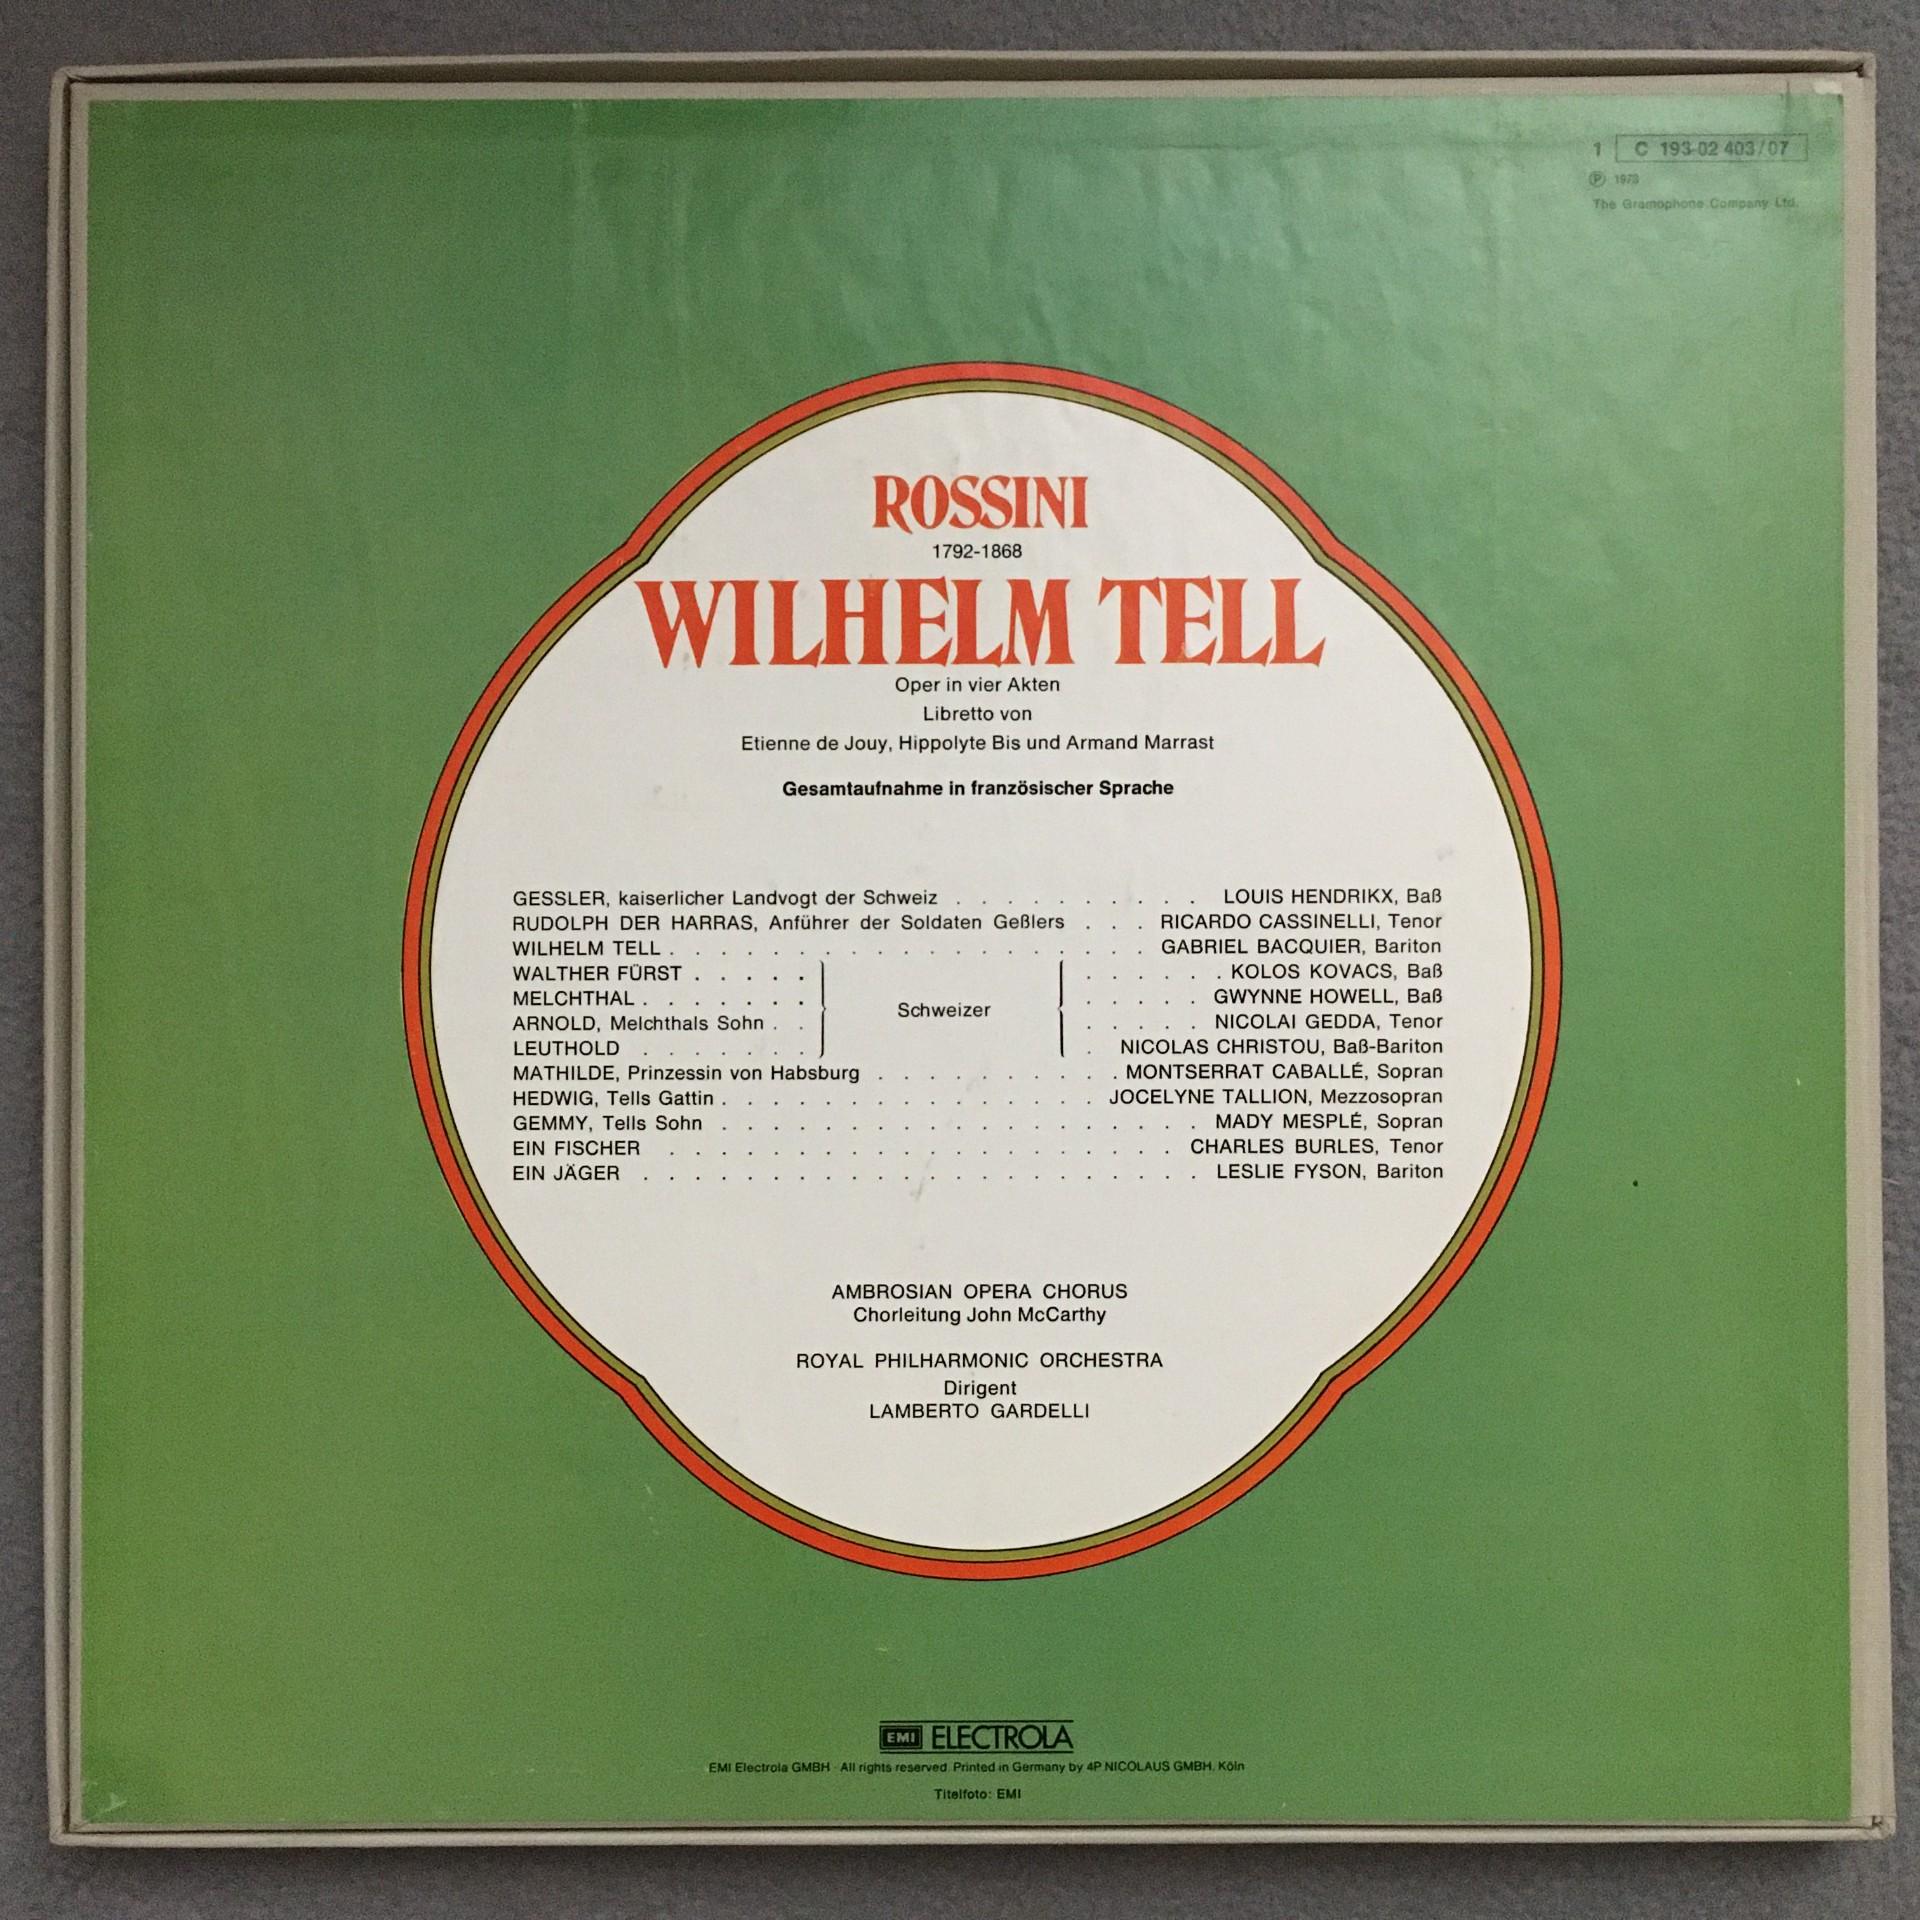 1 C 193-02 403/07
Ⓟ 1973
The Gramophone Company Ltd.
ROSSINI
1792-1868
WILHELM TELL
Oper in vier Akten
Libretto von
Etienne de Jouy, Hippolyte Bis und Armand Marrast
Gesamtaufnahme in französischer Sprache
GESSLER, kaiserlicher Landvogt der Schweiz . . . . . . . . . . LOUIS HENDRIKX, Baß
RUDOLPH DER HARRAS, Anführer der Soldaten Geßlers . . . RICARDO CASSINELLI, Tenor
WILHELM TELL . . . . . . . . . . . . . . . . . . . GABRIEL BACQUIER, Bariton
WALTHER FÜRST . . . . . . . . . . . KOLOS KOVACS, Baß
MELCHTHAL . . . . . . . . . . . . GWYNNE HOWELL, Baß
Schweizer
ARNOLD, Melchthals Sohn . . . . . . . NICOLAI GEDDA, Tenor
LEUTHOLD . . . . . . . . NICOLAS CHRISTOU, Baß-Bariton
MATHILDE, Prinzessin von Habsburg . . . . . . . . . . MONTSERRAT CABALLÉ, Sopran
HEDWIG, Tells Gattin . . . . . . . . . . . . . . . JOCELYNE TALLION, Mezzosopran
GEMMY, Tells Sohn . . . . . . . . . . . . . . . . . . . MADY MESPLÉ, Sopran
EIN FISCHER . . . . . . . . . . . . . . . . . . . . CHARLES BURLES, Tenor
EIN JÄGER . . . . . . . . . . . . . . . . . . . . . . LESLIE FYSON, Bariton
AMBROSIAN OPERA CHORUS
Chorleitung John McCarthy
ROYAL PHILHARMONIC ORCHESTRA
Dirigent
LAMBERTO GARDELLI
EMI ELECTROLA
EMI Electrola GMBH · All rights reserved. Printed in Germany by 4P NICOLAUS GMBH, Köln
Titelfoto: EMI